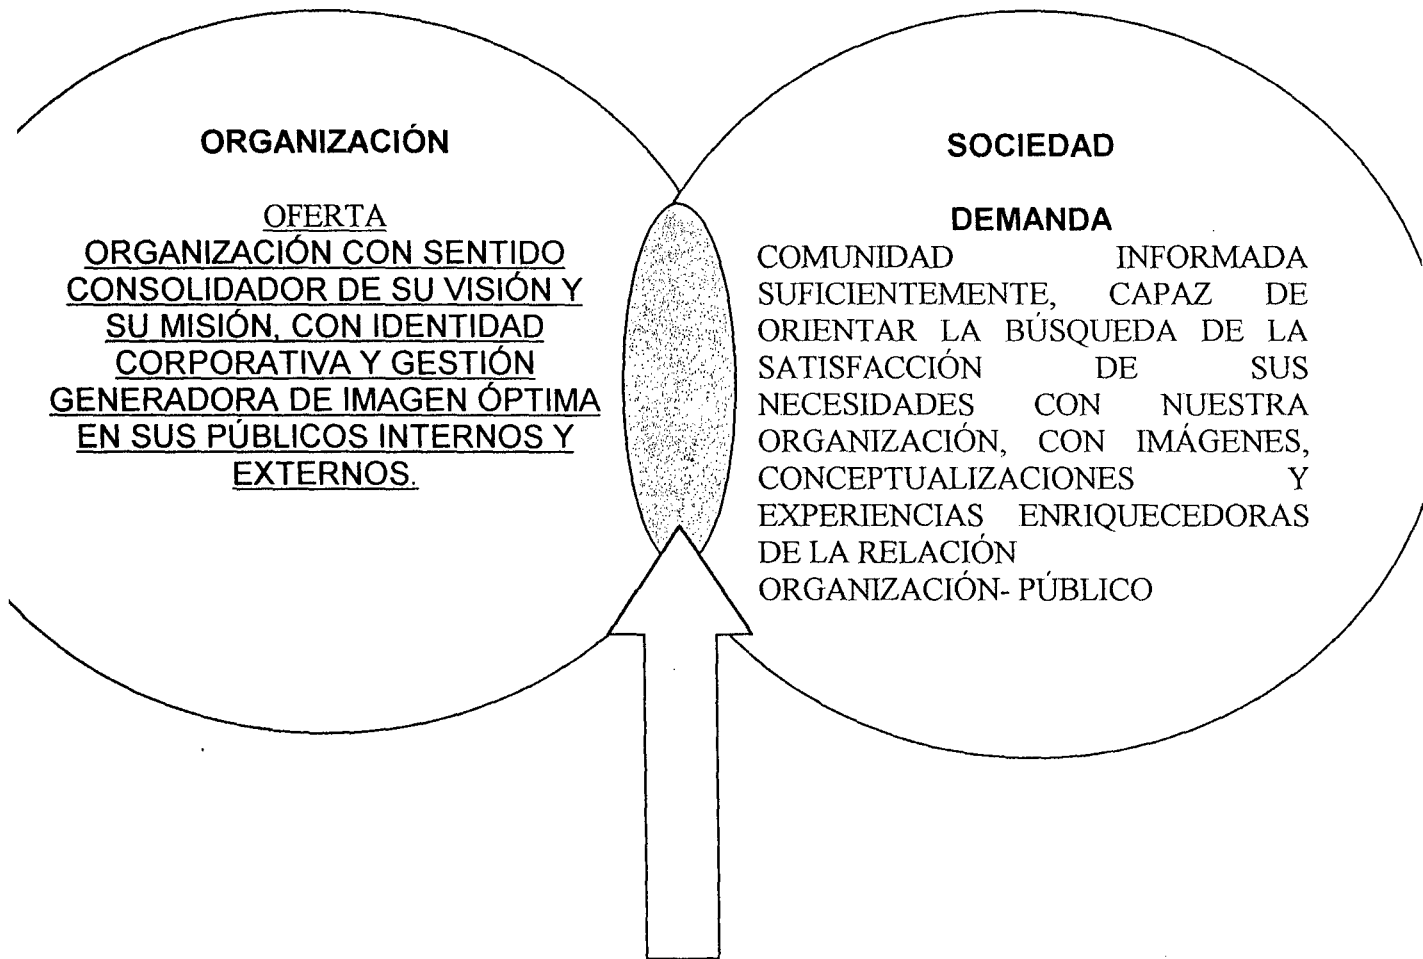 ORGANIZACIÓN
OFERTA
ORGANIZACIÓN CON SENTIDO
CONSOLIDADOR DE SU VISIÓN Y
SU MISIÓN, CON IDENTIDAD
CORPORATIVA Y GESTIÓN
GENERADORA DE IMAGEN ÓPTIMA
EN SUS PÚBLICOS INTERNOS Y
EXTERNOS.
SOCIEDAD
DEMANDA
COMUNIDAD INFORMADA
SUFICIENTEMENTE, CAPAZ DE
ORIENTAR LA BÚSQUEDA DE LA
SATISFACCIÓN DE SUS
NECESIDADES CON NUESTRA
ORGANIZACIÓN, CON IMÁGENES,
CONCEPTUALIZACIONES Y
EXPERIENCIAS ENRIQUECEDORAS
DE LA RELACIÓN
ORGANIZACIÓN- PÚBLICO